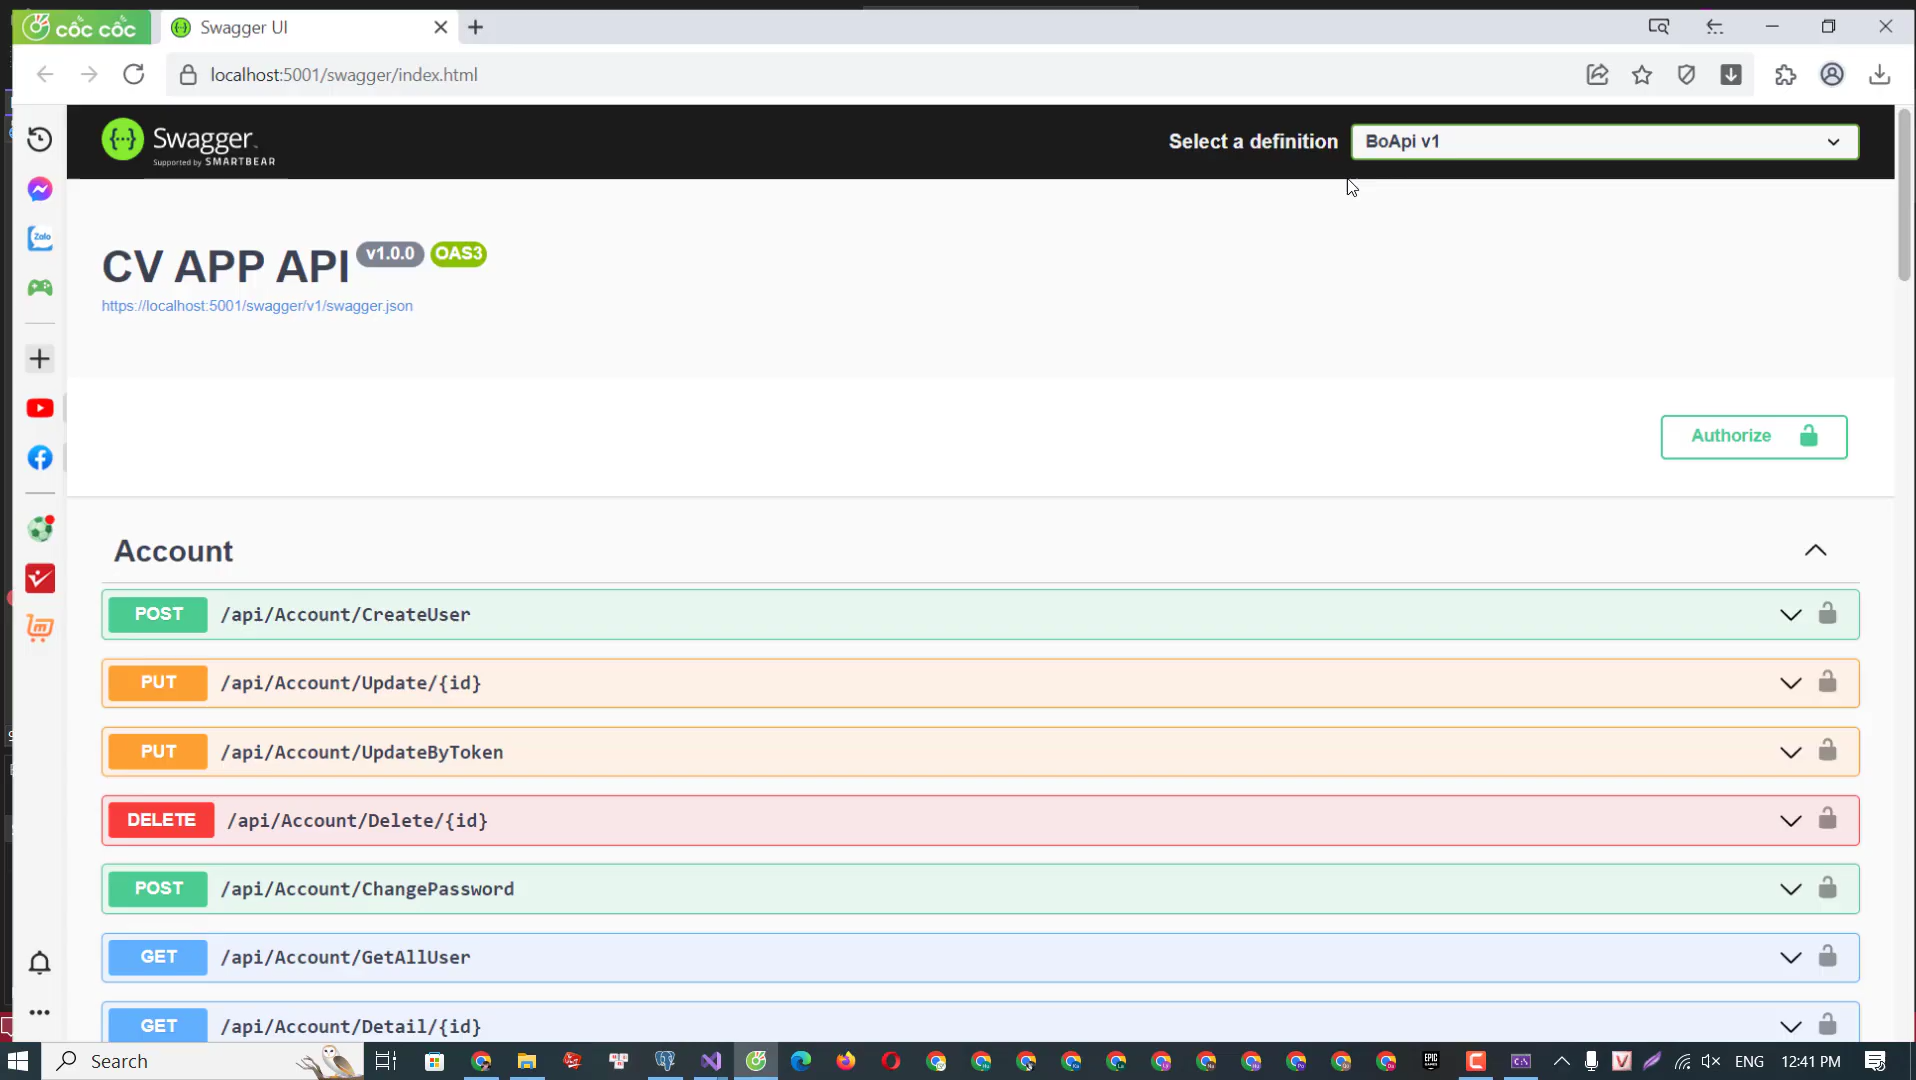 cốc cốc
Swagger UI
localhost:5001/swagger/index.html
Swagger
Supported by SMARTBEAR
Select a definition
BoApi v1
Zalo
CV APP API
v1.0.0
OAS3
https://localhost:5001/swagger/v1/swagger.json
Authorize
Account
POST /api/Account/CreateUser
PUT /api/Account/Update/{id}
PUT /api/Account/UpdateByToken
DELETE /api/Account/Delete/{id}
POST /api/Account/ChangePassword
GET /api/Account/GetAllUser
GET /api/Account/Detail/{id}
Search
ENG
12:41 PM